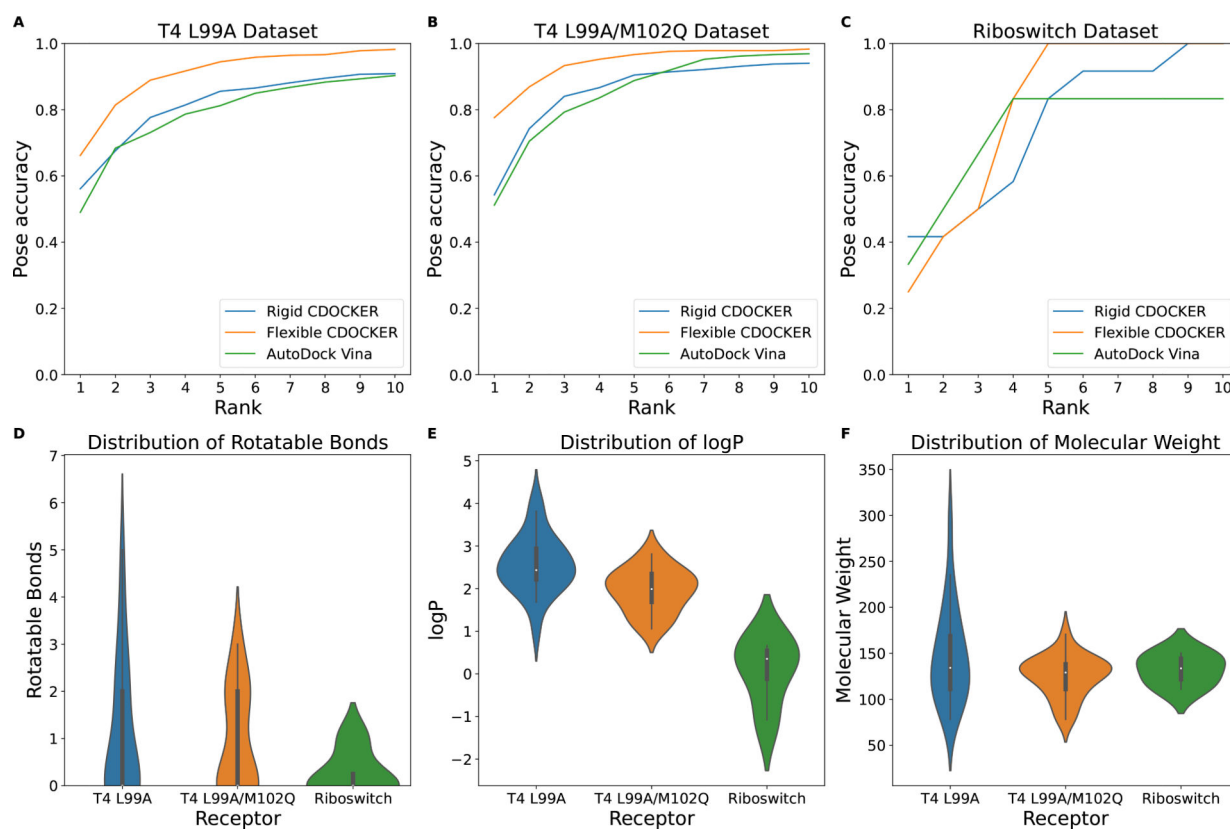 A
T4 L99A Dataset
Pose accuracy
1.0
0.8
0.6
0.4
0.2
0.0
Rigid CDOCKER
Flexible CDOCKER
AutoDock Vina
1 2 3 4 5 6 7 8 9 10
Rank
B
T4 L99A/M102Q Dataset
Pose accuracy
1.0
0.8
0.6
0.4
0.2
0.0
Rigid CDOCKER
Flexible CDOCKER
AutoDock Vina
1 2 3 4 5 6 7 8 9 10
Rank
C
Riboswitch Dataset
Pose accuracy
1.0
0.8
0.6
0.4
0.2
0.0
Rigid CDOCKER
Flexible CDOCKER
AutoDock Vina
1 2 3 4 5 6 7 8 9 10
Rank
D
Distribution of Rotatable Bonds
Rotatable Bonds
7
6
5
4
3
2
1
0
T4 L99A T4 L99A/M102Q Riboswitch
Receptor
E
Distribution of logP
logP
5
4
3
2
1
0
−1
−2
T4 L99A T4 L99A/M102Q Riboswitch
Receptor
F
Distribution of Molecular Weight
Molecular Weight
350
300
250
200
150
100
50
T4 L99A T4 L99A/M102Q Riboswitch
Receptor